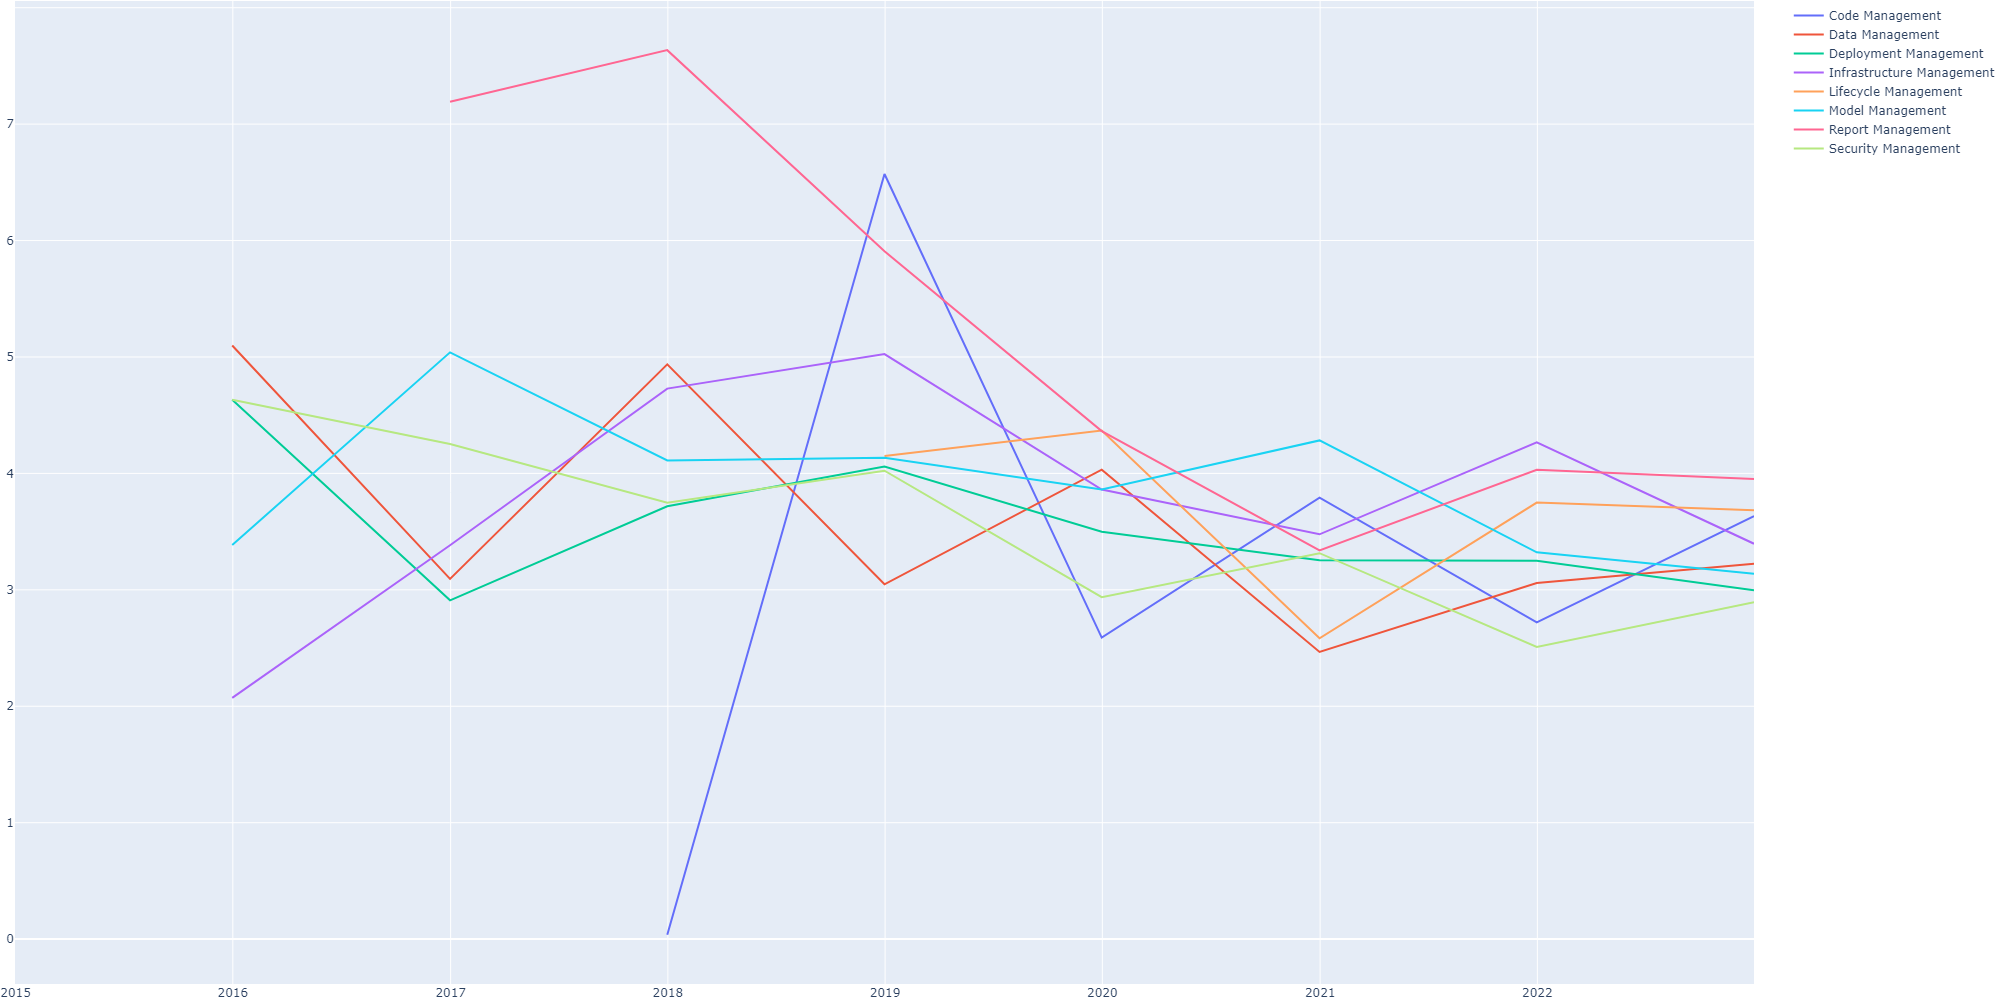 Code Management
Data Management
Deployment Management
Infrastructure Management
Lifecycle Management
Model Management
Report Management
Security Management
7
6
5
4
3
2
1
0
2015 2016 2017 2018 2019 2020 2021 2022